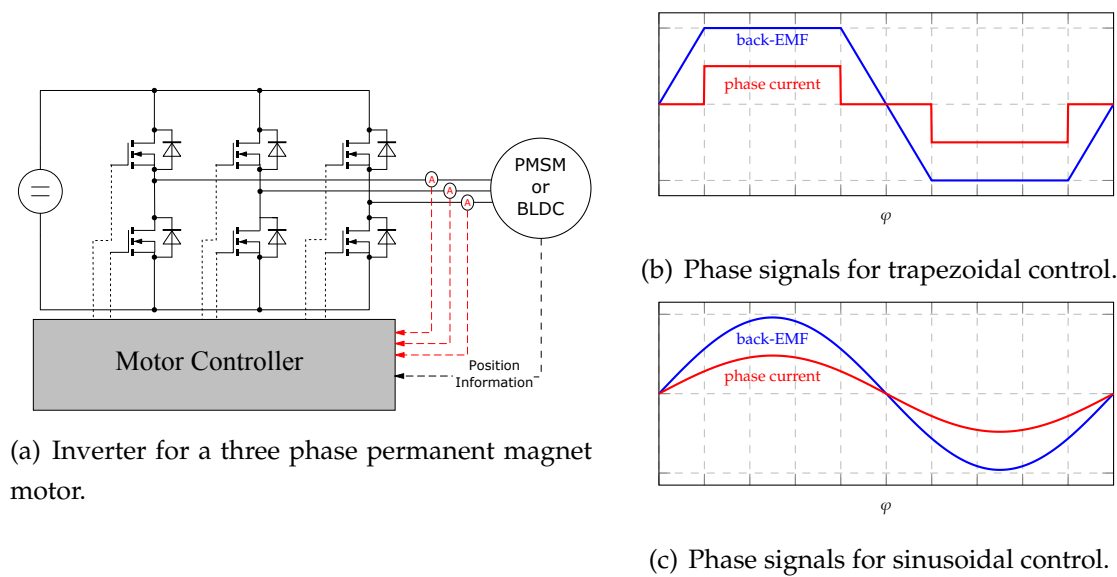 PMSM
or
BLDC
A
A
A
Motor Controller
Position
Information
(a) Inverter for a three phase permanent magnet
motor.
back-EMF
phase current
φ
(b) Phase signals for trapezoidal control.
back-EMF
phase current
φ
(c) Phase signals for sinusoidal control.